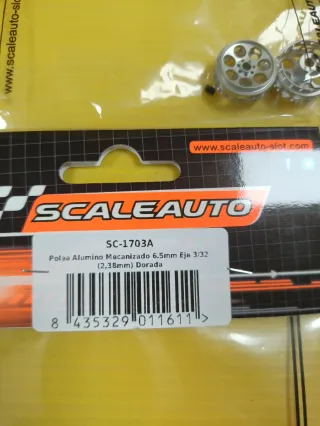 www.scaleauto-slot.com
SCALEAUTO
www.scaleauto-slot.com
SCALEAUTO
SC-1703A
Polea Alumino Mecanizado 6.5mm Eje 3/32
(2,38mm) Dorada
8 435329 011611 >